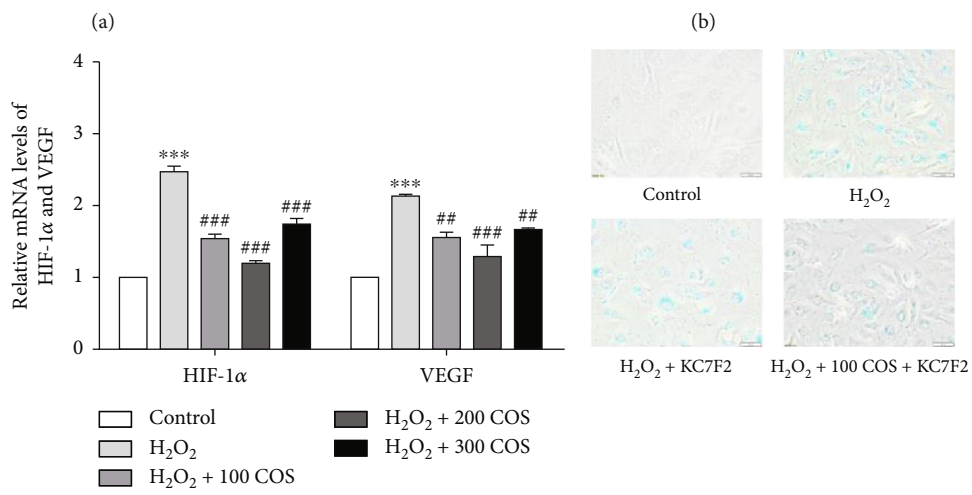 (a)
Relative mRNA levels of
HIF-1α and VEGF
4
3
2
1
0
***
###
###
###
***
##
###
##
HIF-1α
VEGF
Control
H₂O₂
H₂O₂ + 100 COS
H₂O₂ + 200 COS
H₂O₂ + 300 COS
(b)
Control
H₂O₂
H₂O₂ + KC7F2
H₂O₂ + 100 COS + KC7F2